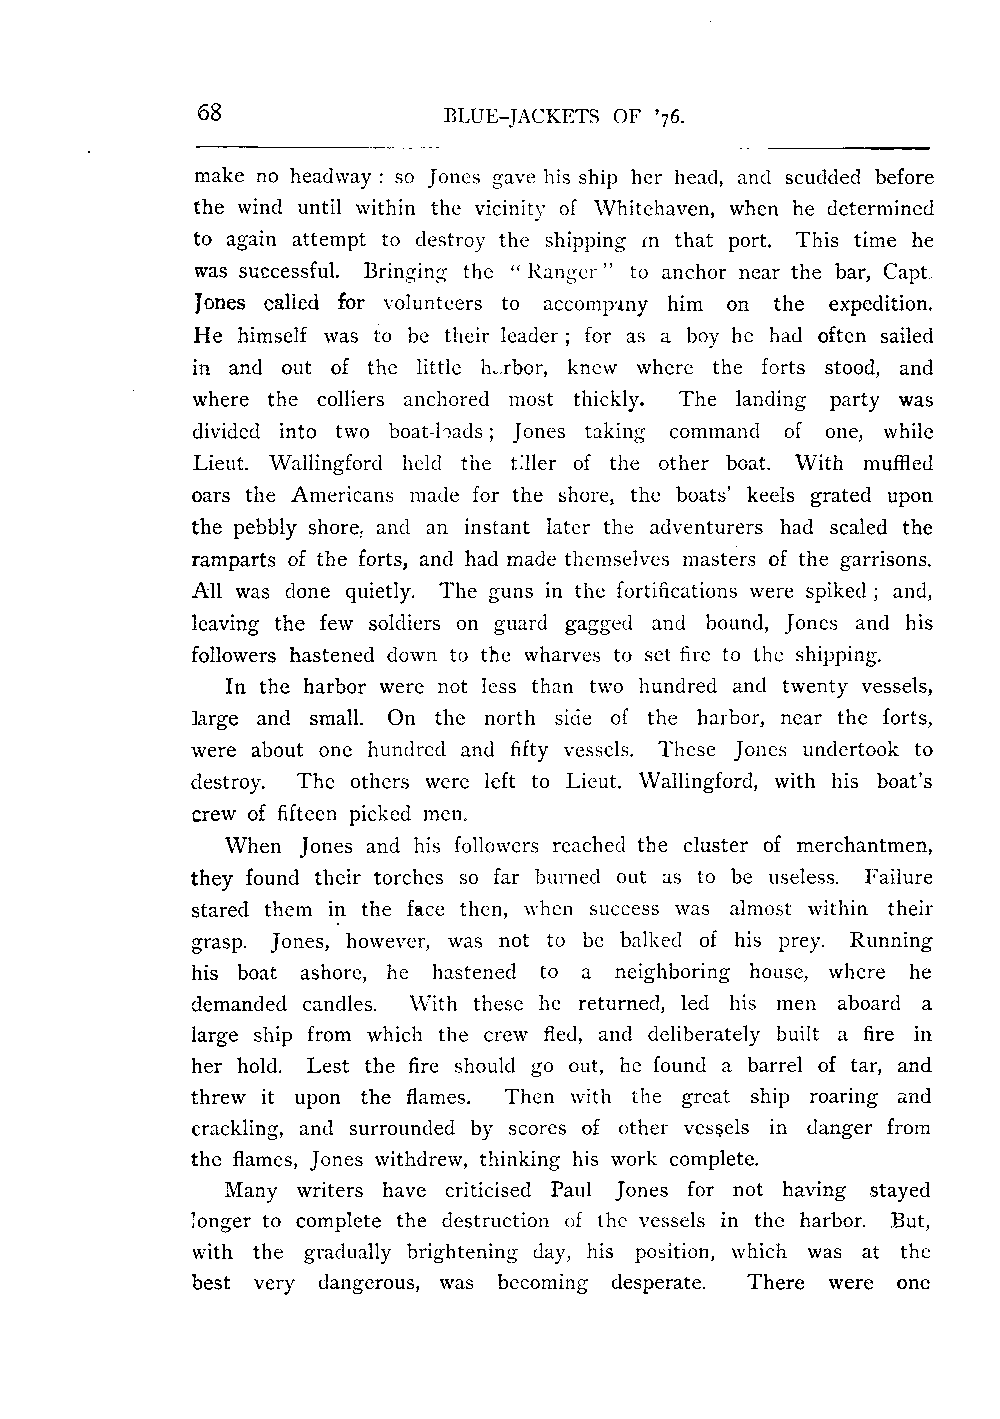 68 BLUE-JACKETS OF '76.
make no headway : so Jones gave his ship her head, and scudded before
the wind until within the vicinity of Whitehaven, when he determined
to again attempt to destroy the shipping in that port. This time he
was successful. Bringing the “Ranger” to anchor near the bar, Capt.
Jones called for volunteers to accompany him on the expedition.
He himself was to be their leader ; for as a boy he had often sailed
in and out of the little harbor, knew where the forts stood, and
where the colliers anchored most thickly. The landing party was
divided into two boat-loads ; Jones taking command of one, while
Lieut. Wallingford held the tiller of the other boat. With muffled
oars the Americans made for the shore, the boats' keels grated upon
the pebbly shore, and an instant later the adventurers had scaled the
ramparts of the forts, and had made themselves masters of the garrisons.
All was done quietly. The guns in the fortifications were spiked ; and,
leaving the few soldiers on guard gagged and bound, Jones and his
followers hastened down to the wharves to set fire to the shipping.
In the harbor were not less than two hundred and twenty vessels,
large and small. On the north side of the harbor, near the forts,
were about one hundred and fifty vessels. These Jones undertook to
destroy. The others were left to Lieut. Wallingford, with his boat's
crew of fifteen picked men.
When Jones and his followers reached the cluster of merchantmen,
they found their torches so far burned out as to be useless. Failure
stared them in the face then, when success was almost within their
grasp. Jones, however, was not to be balked of his prey. Running
his boat ashore, he hastened to a neighboring house, where he
demanded candles. With these he returned, led his men aboard a
large ship from which the crew fled, and deliberately built a fire in
her hold. Lest the fire should go out, he found a barrel of tar, and
threw it upon the flames. Then with the great ship roaring and
crackling, and surrounded by scores of other vessels in danger from
the flames, Jones withdrew, thinking his work complete.
Many writers have criticised Paul Jones for not having stayed
longer to complete the destruction of the vessels in the harbor. But,
with the gradually brightening day, his position, which was at the
best very dangerous, was becoming desperate. There were one